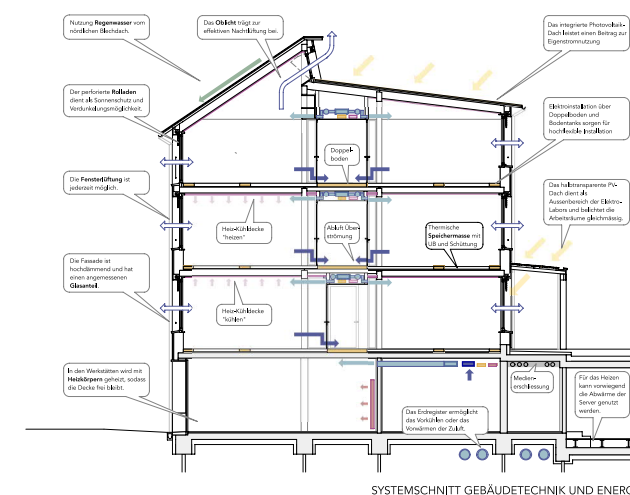 Nutzung Regenwasser vom
nördlichen Blechdach.
Das Oblicht trägt zur
effektiven Nachtlüftung bei.
Das integrierte Photovoltaik-
Dach leistet einen Beitrag zur
Eigenstromnutzung
Der perforierte Rolladen
dient als Sonnenschutz und
Verdunkelungsmöglichkeit.
Elektroinstallation über
Doppelboden und
Bodentanks sorgen für
hochflexible Installation
Doppel-
boden
Die Fensterlüftung ist
jederzeit möglich.
Das halbtransparente PV-
Dach dient als
Aussenbereich der Elektro-
Labors und belichtet die
Arbeitsräume gleichmässig.
Heiz-Kühldecke
"heizen"
Abluft Über-
strömung
Thermische
Speichermasse mit
UB und Schüttung
Die Fassade ist
hochdämmend und hat
einen angemessenen
Glasanteil.
Heiz-Kühldecke
"kühlen"
In den Werkstätten wird mit
Heizkörpern geheizt, sodass
die Decke frei bleibt.
Medien-
erschliessung
Für das Heizen
kann vorwiegend
die Abwärme der
Server genutzt
werden.
Das Erdregister ermöglicht
das Vorkühlen oder das
Vorwärmen der Zuluft.
SYSTEMSCHNITT GEBÄUDETECHNIK UND ENERG